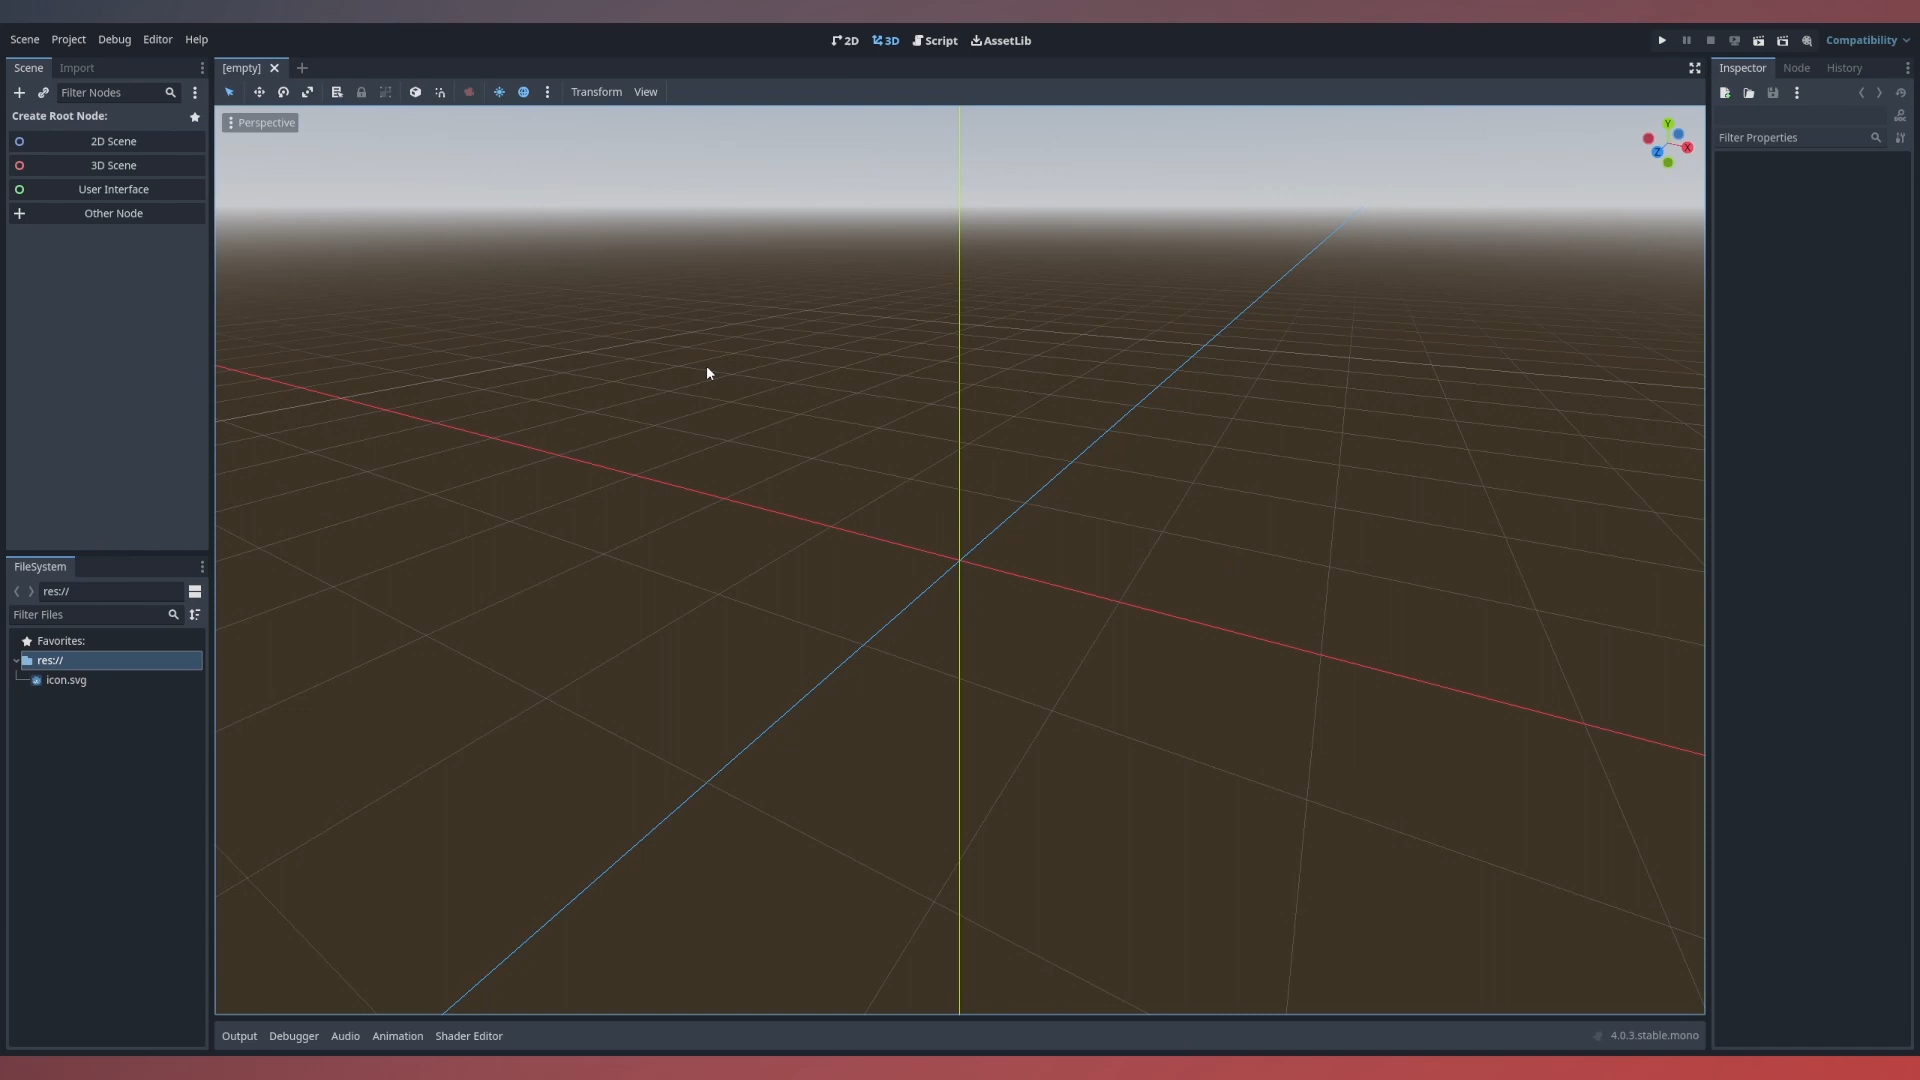 Scene Project Debug Editor Help
2D 3D Script AssetLib
Compatibility
Scene Import
[empty]
Inspector Node History
Filter Nodes
Transform View
Create Root Node:
2D Scene
3D Scene
User Interface
Other Node
Perspective
Y
X
Z
DOC
Filter Properties
FileSystem
res://
Filter Files
Favorites:
res://
icon.svg
Output Debugger Audio Animation Shader Editor
4.0.3.stable.mono